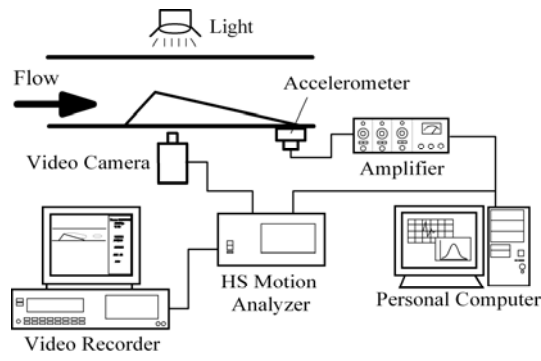 Light
Flow
Accelerometer
Video Camera
Amplifier
HS Motion
Analyzer
Personal Computer
Video Recorder